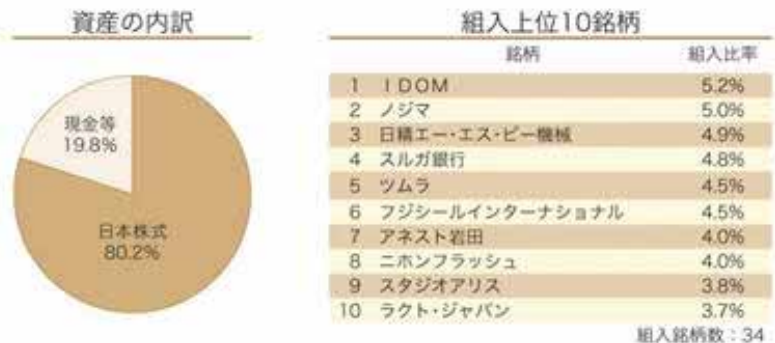 資産の内訳
現金等
19.8%
日本株式
80.2%
組入上位10銘柄
銘柄 組入比率
1 IDOM 5.2%
2 ノジマ 5.0%
3 日精エー・エス・ビー機械 4.9%
4 スルガ銀行 4.8%
5 ツムラ 4.5%
6 フジシールインターナショナル 4.5%
7 アネスト岩田 4.0%
8 ニホンフラッシュ 4.0%
9 スタジオアリス 3.8%
10 ラクト・ジャパン 3.7%
組入銘柄数:34